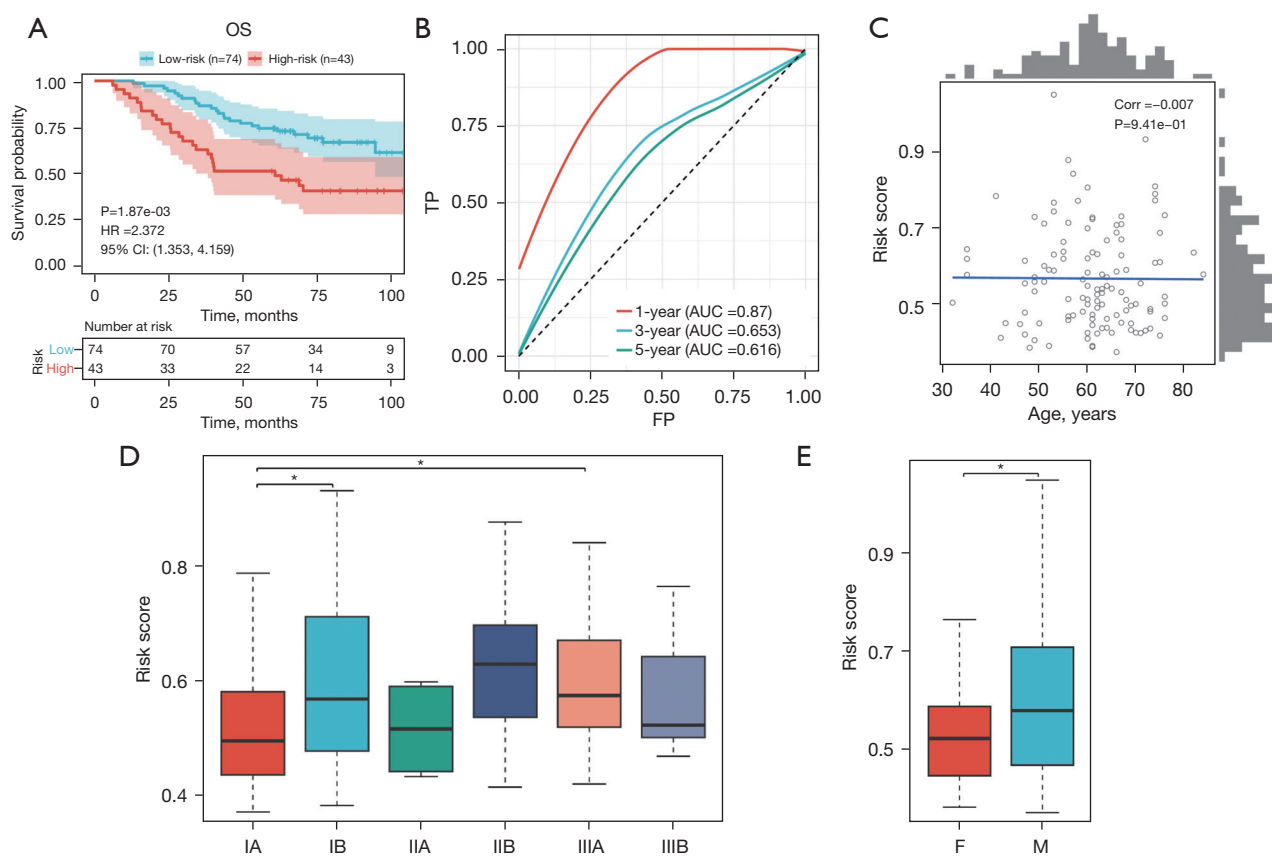 A
OS
Low-risk (n=74) High-risk (n=43)
Survival probability
1.00
0.75
0.50
0.25
0.00
P=1.87e-03
HR =2.372
95% CI: (1.353, 4.159)
0 25 50 75 100
Time, months
Number at risk
Risk
Low 74 70 57 34 9
High 43 33 22 14 3
0 25 50 75 100
Time, months
B
TP
1.00
0.75
0.50
0.25
0.00
1-year (AUC =0.87)
3-year (AUC =0.653)
5-year (AUC =0.616)
0.00 0.25 0.50 0.75 1.00
FP
C
Corr =−0.007
P=9.41e−01
Risk score
0.9
0.7
0.5
30 40 50 60 70 80
Age, years
D
Risk score
0.8
0.6
0.4
* *
IA IB IIA IIB IIIA IIIB
E
Risk score
0.9
0.7
0.5
*
F M